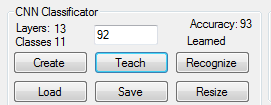 CNN Classificator
Layers: 13
Classes 11
92
Accuracy: 93
Learned
Create
Teach
Recognize
Load
Save
Resize